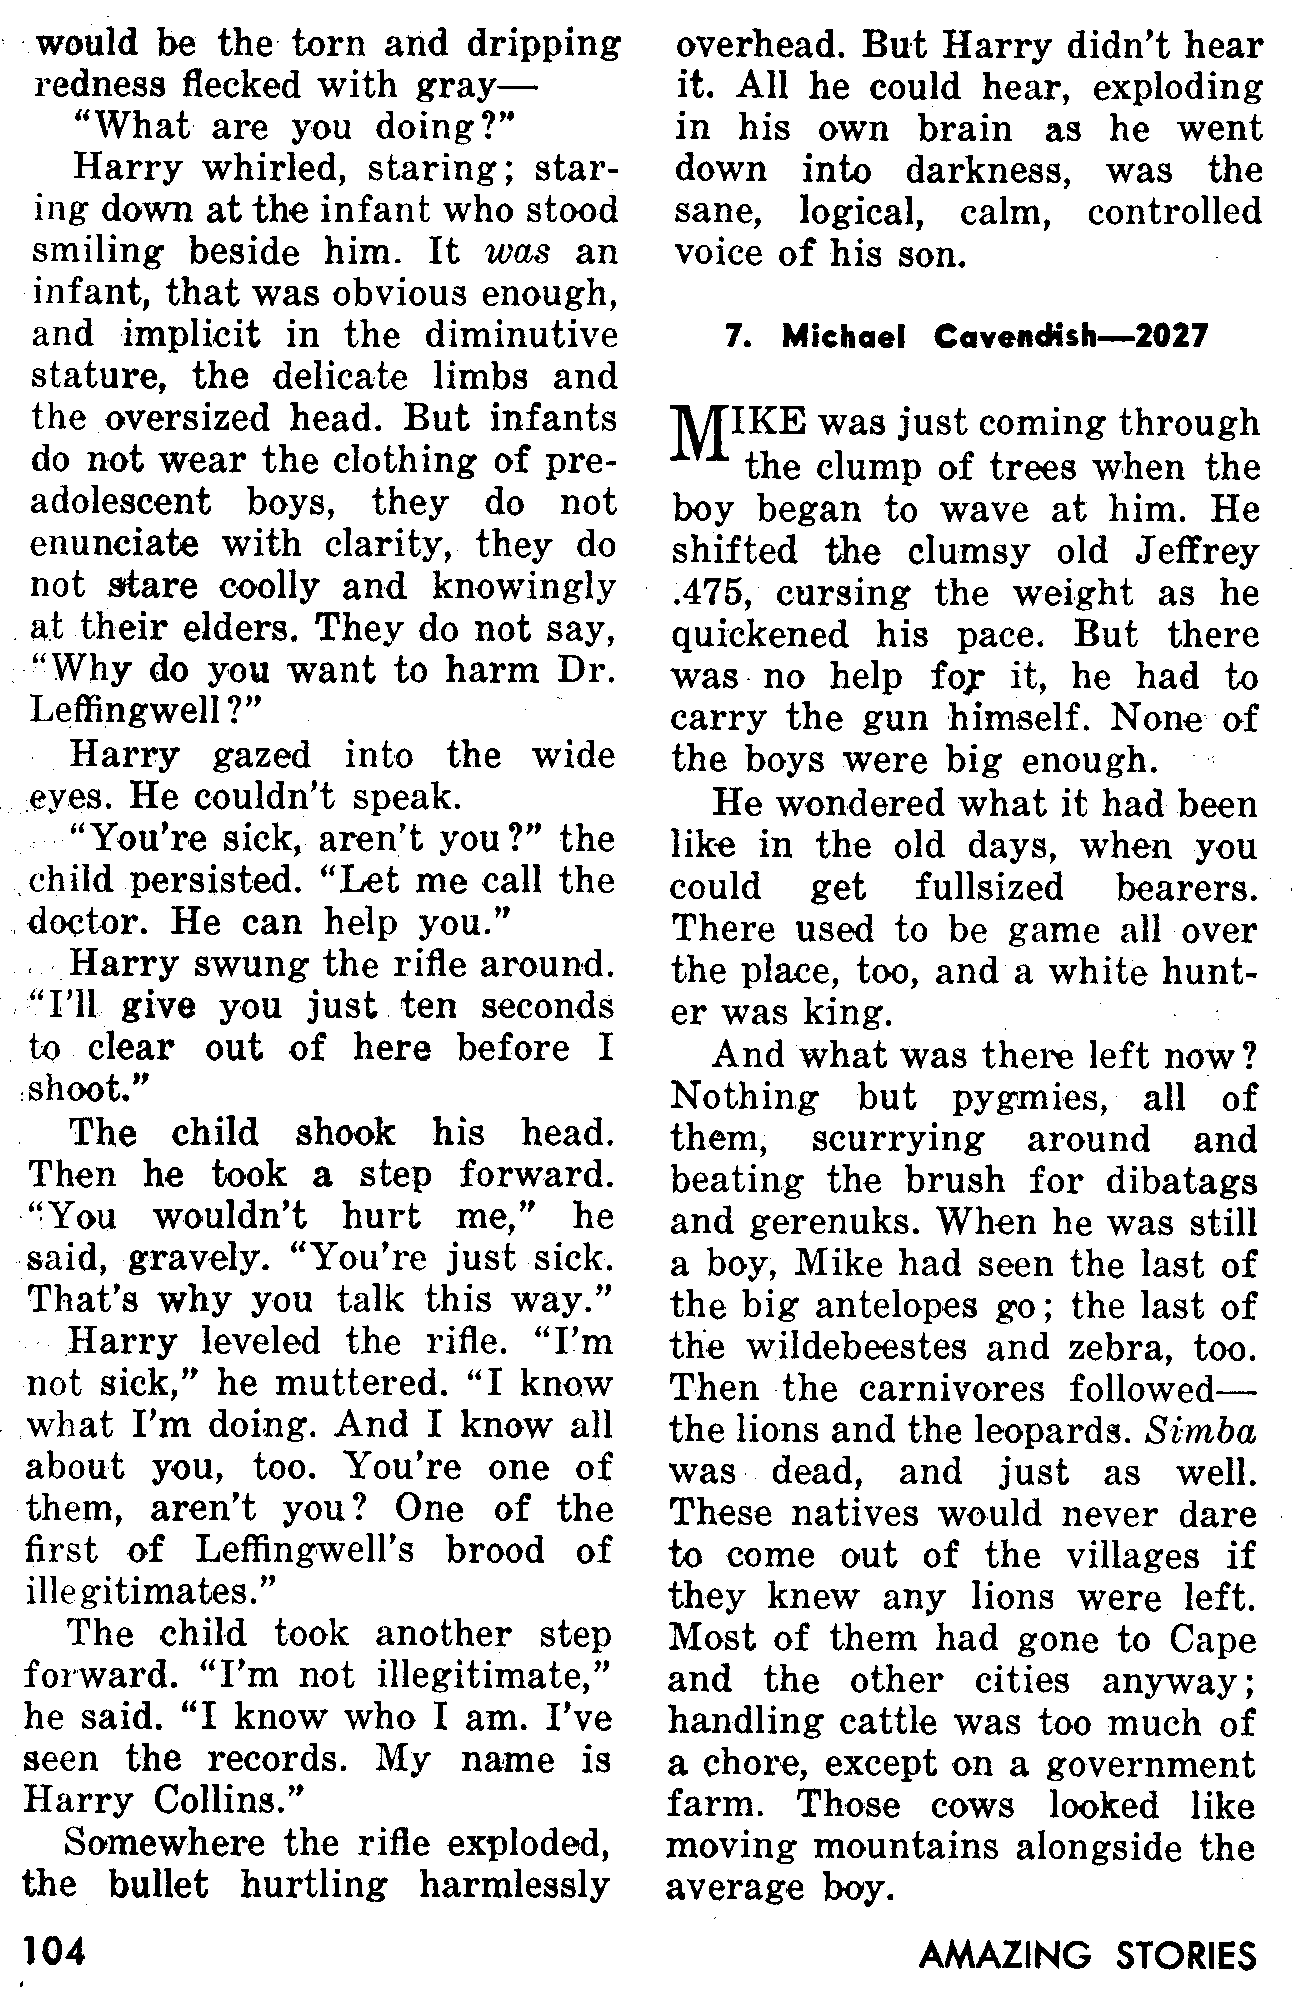 would be the torn and dripping
redness flecked with gray—
“What are you doing?”
Harry whirled, staring; star-
ing down at the infant who stood
smiling beside him. It was an
infant, that was obvious enough,
and implicit in the diminutive
stature, the delicate limbs and
the oversized head. But infants
do not wear the clothing of pre-
adolescent boys, they do not
enunciate with clarity, they do
not stare coolly and knowingly
at their elders. They do not say,
“Why do you want to harm Dr.
Leffingwell?”
Harry gazed into the wide
eyes. He couldn't speak.
“You're sick, aren't you?” the
child persisted. “Let me call the
doctor. He can help you.”
Harry swung the rifle around.
“I'll give you just ten seconds
to clear out of here before I
shoot.”
The child shook his head.
Then he took a step forward.
“You wouldn't hurt me,” he
said, gravely. “You're just sick.
That's why you talk this way.”
Harry leveled the rifle. “I'm
not sick,” he muttered. “I know
what I'm doing. And I know all
about you, too. You're one of
them, aren't you? One of the
first of Leffingwell's brood of
illegitimates.”
The child took another step
forward. “I'm not illegitimate,”
he said. “I know who I am. I've
seen the records. My name is
Harry Collins.”
Somewhere the rifle exploded,
the bullet hurtling harmlessly
overhead. But Harry didn't hear
it. All he could hear, exploding
in his own brain as he went
down into darkness, was the
sane, logical, calm, controlled
voice of his son.
7. Michael Cavendish—2027
MIKE was just coming through
the clump of trees when the
boy began to wave at him. He
shifted the clumsy old Jeffrey
.475, cursing the weight as he
quickened his pace. But there
was no help for it, he had to
carry the gun himself. None of
the boys were big enough.
He wondered what it had been
like in the old days, when you
could get fullsized bearers.
There used to be game all over
the place, too, and a white hunt-
er was king.
And what was there left now?
Nothing but pygmies, all of
them, scurrying around and
beating the brush for dibatags
and gerenuks. When he was still
a boy, Mike had seen the last of
the big antelopes go; the last of
the wildebeestes and zebra, too.
Then the carnivores followed—
the lions and the leopards. Simba
was dead, and just as well.
These natives would never dare
to come out of the villages if
they knew any lions were left.
Most of them had gone to Cape
and the other cities anyway;
handling cattle was too much of
a chore, except on a government
farm. Those cows looked like
moving mountains alongside the
average boy.
104
AMAZING STORIES